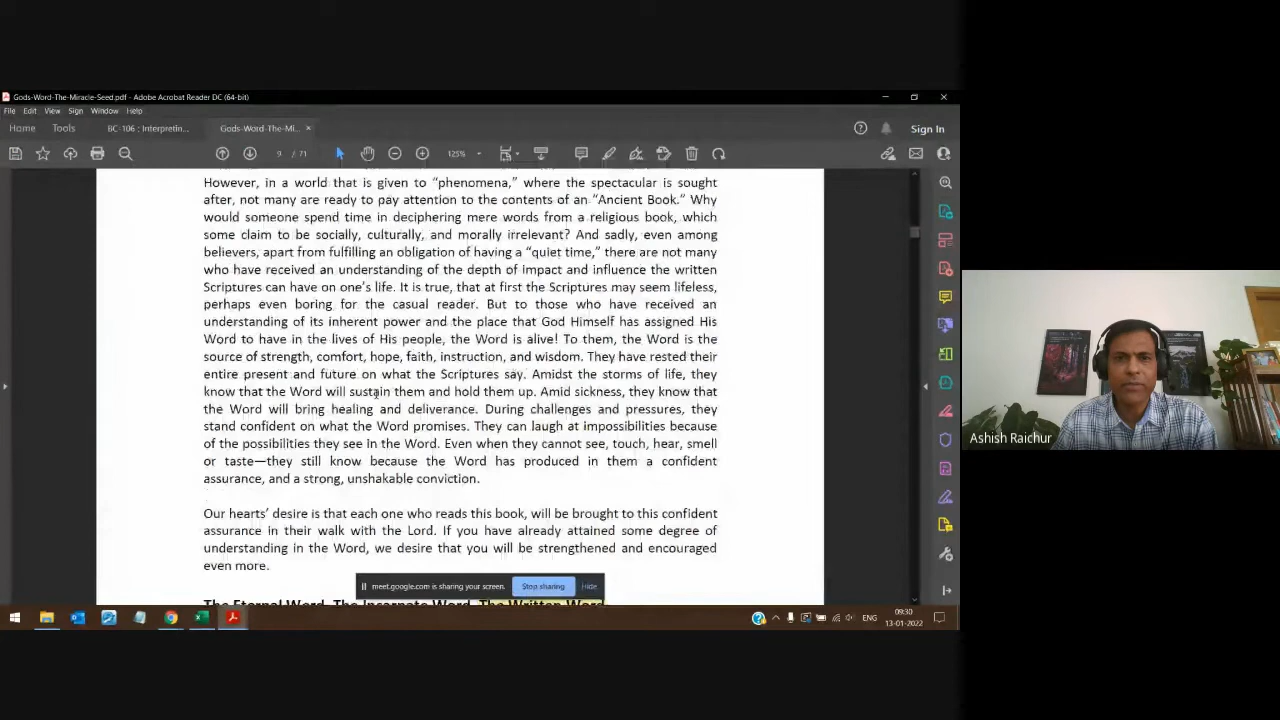 Gods-Word-The-Miracle-Seed.pdf - Adobe Acrobat Reader DC (64-bit)
File Edit View Sign Window Help
Home Tools BC-106 : Interpretin... Gods-Word-The-Mi... × Sign In
9 / 71 125%
However, in a world that is given to “phenomena,” where the spectacular is sought
after, not many are ready to pay attention to the contents of an “Ancient Book.” Why
would someone spend time in deciphering mere words from a religious book, which
some claim to be socially, culturally, and morally irrelevant? And sadly, even among
believers, apart from fulfilling an obligation of having a “quiet time,” there are not many
who have received an understanding of the depth of impact and influence the written
Scriptures can have on one’s life. It is true, that at first the Scriptures may seem lifeless,
perhaps even boring for the casual reader. But to those who have received an
understanding of its inherent power and the place that God Himself has assigned His
Word to have in the lives of His people, the Word is alive! To them, the Word is the
source of strength, comfort, hope, faith, instruction, and wisdom. They have rested their
entire present and future on what the Scriptures say. Amidst the storms of life, they
know that the Word will sustain them and hold them up. Amid sickness, they know that
the Word will bring healing and deliverance. During challenges and pressures, they
stand confident on what the Word promises. They can laugh at impossibilities because
of the possibilities they see in the Word. Even when they cannot see, touch, hear, smell
or taste—they still know because the Word has produced in them a confident
assurance, and a strong, unshakable conviction.
Our hearts’ desire is that each one who reads this book, will be brought to this confident
assurance in their walk with the Lord. If you have already attained some degree of
understanding in the Word, we desire that you will be strengthened and encouraged
even more.
meet.google.com is sharing your screen. Stop sharing Hide
The Eternal Word, The Incarnate Word, The Written Word
ENG 09:30
13-01-2022
Ashish Raichur